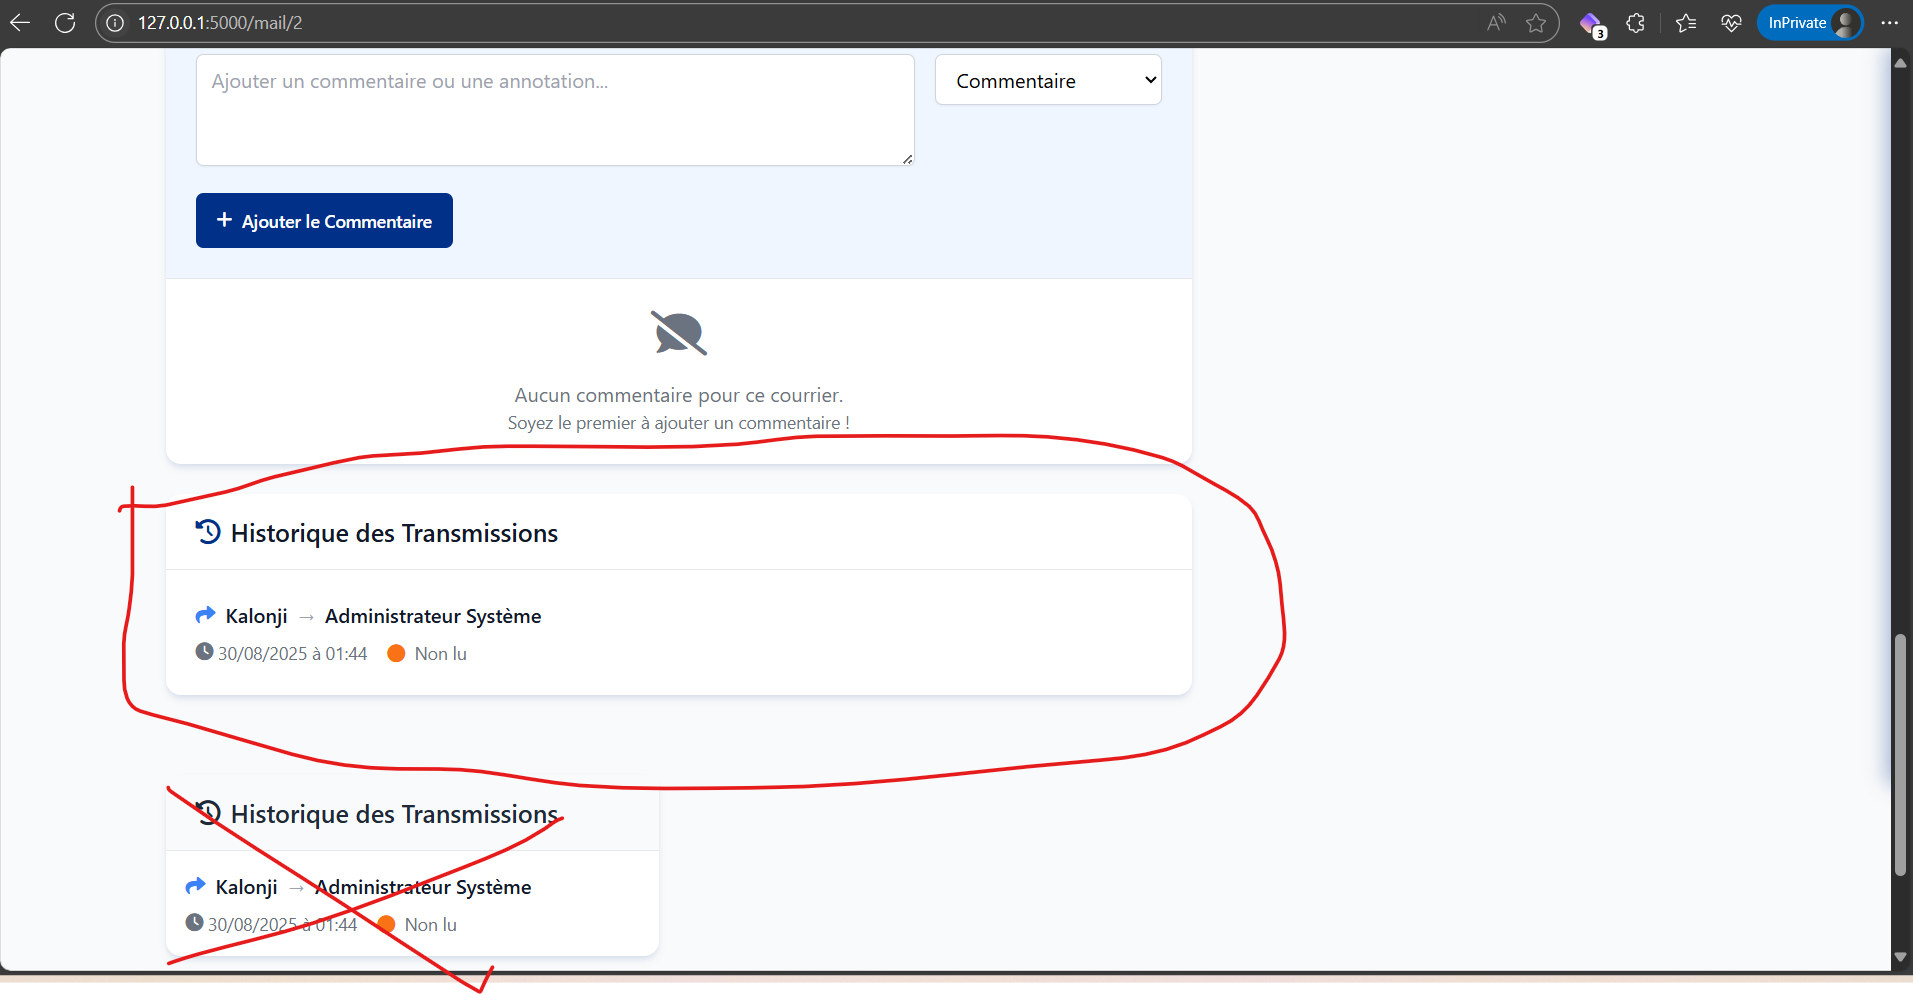 127.0.0.1:5000/mail/2
A
3
InPrivate
Ajouter un commentaire ou une annotation...
Commentaire
+ Ajouter le Commentaire
Aucun commentaire pour ce courrier.
Soyez le premier à ajouter un commentaire !
Historique des Transmissions
Kalonji → Administrateur Système
30/08/2025 à 01:44 Non lu
Historique des Transmissions
Kalonji → Administrateur Système
30/08/2025 à 01:44 Non lu